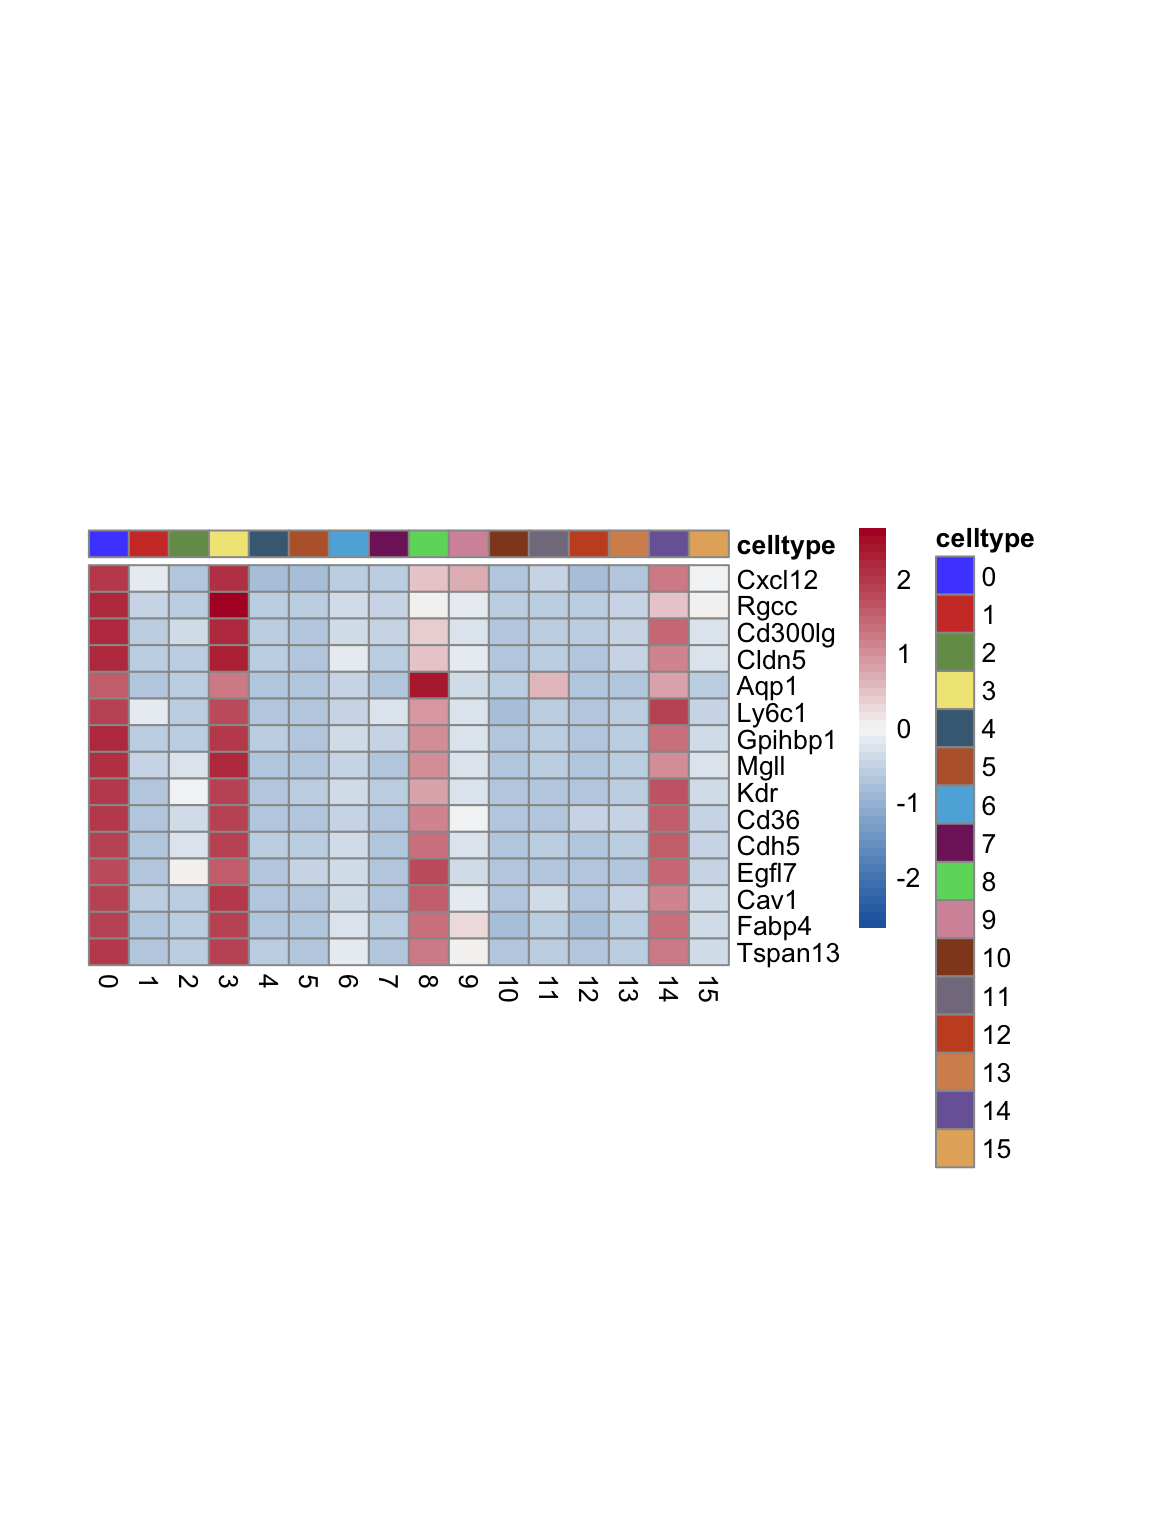 celltype
Cxcl12
Rgcc
Cd300lg
Cldn5
Aqp1
Ly6c1
Gpihbp1
Mgll
Kdr
Cd36
Cdh5
Egfl7
Cav1
Fabp4
Tspan13
0 1 2 3 4 5 6 7 8 9 10 11 12 13 14 15
2
1
0
-1
-2
celltype
0
1
2
3
4
5
6
7
8
9
10
11
12
13
14
15